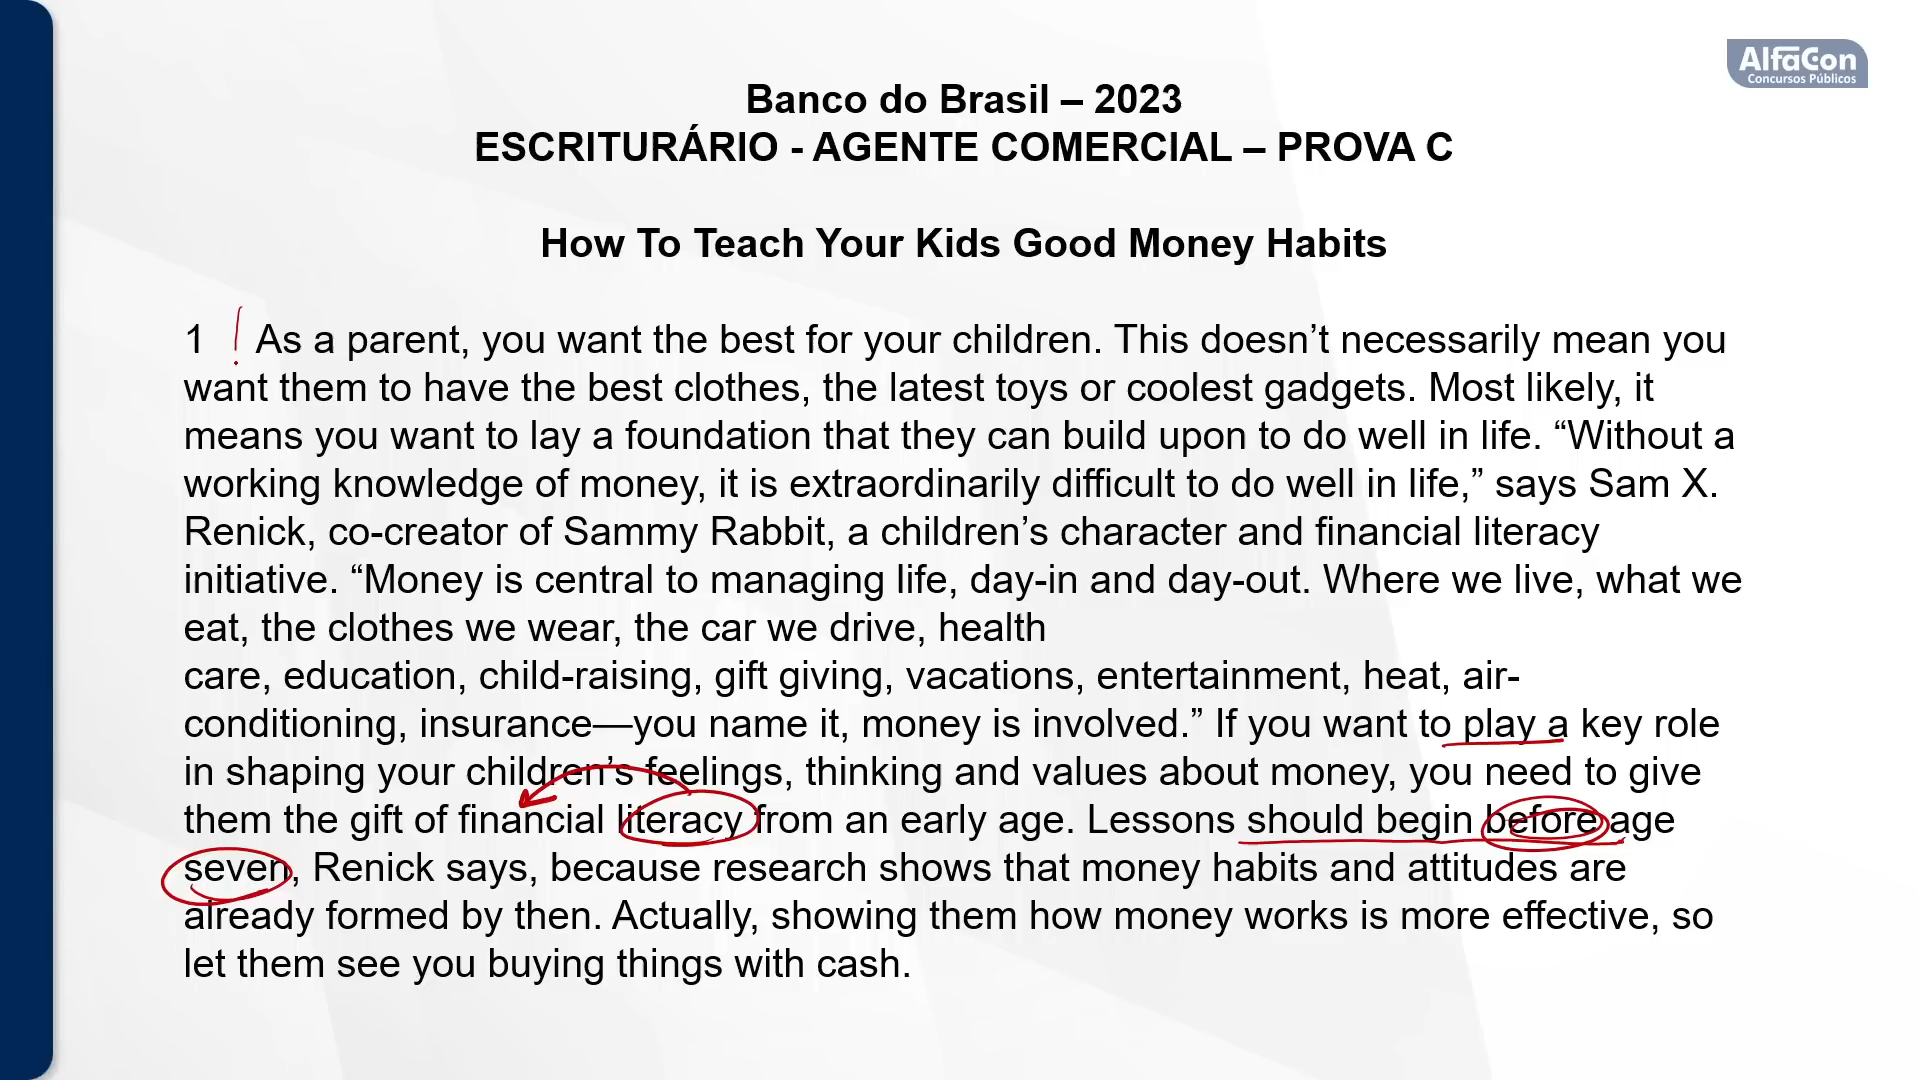 AlfaCon
Concursos Públicos
Banco do Brasil – 2023
ESCRITURÁRIO - AGENTE COMERCIAL – PROVA C
How To Teach Your Kids Good Money Habits
1 As a parent, you want the best for your children. This doesn’t necessarily mean you
want them to have the best clothes, the latest toys or coolest gadgets. Most likely, it
means you want to lay a foundation that they can build upon to do well in life. “Without a
working knowledge of money, it is extraordinarily difficult to do well in life,” says Sam X.
Renick, co-creator of Sammy Rabbit, a children’s character and financial literacy
initiative. “Money is central to managing life, day-in and day-out. Where we live, what we
eat, the clothes we wear, the car we drive, health
care, education, child-raising, gift giving, vacations, entertainment, heat, air-
conditioning, insurance—you name it, money is involved.” If you want to play a key role
in shaping your children’s feelings, thinking and values about money, you need to give
them the gift of financial literacy from an early age. Lessons should begin before age
seven, Renick says, because research shows that money habits and attitudes are
already formed by then. Actually, showing them how money works is more effective, so
let them see you buying things with cash.